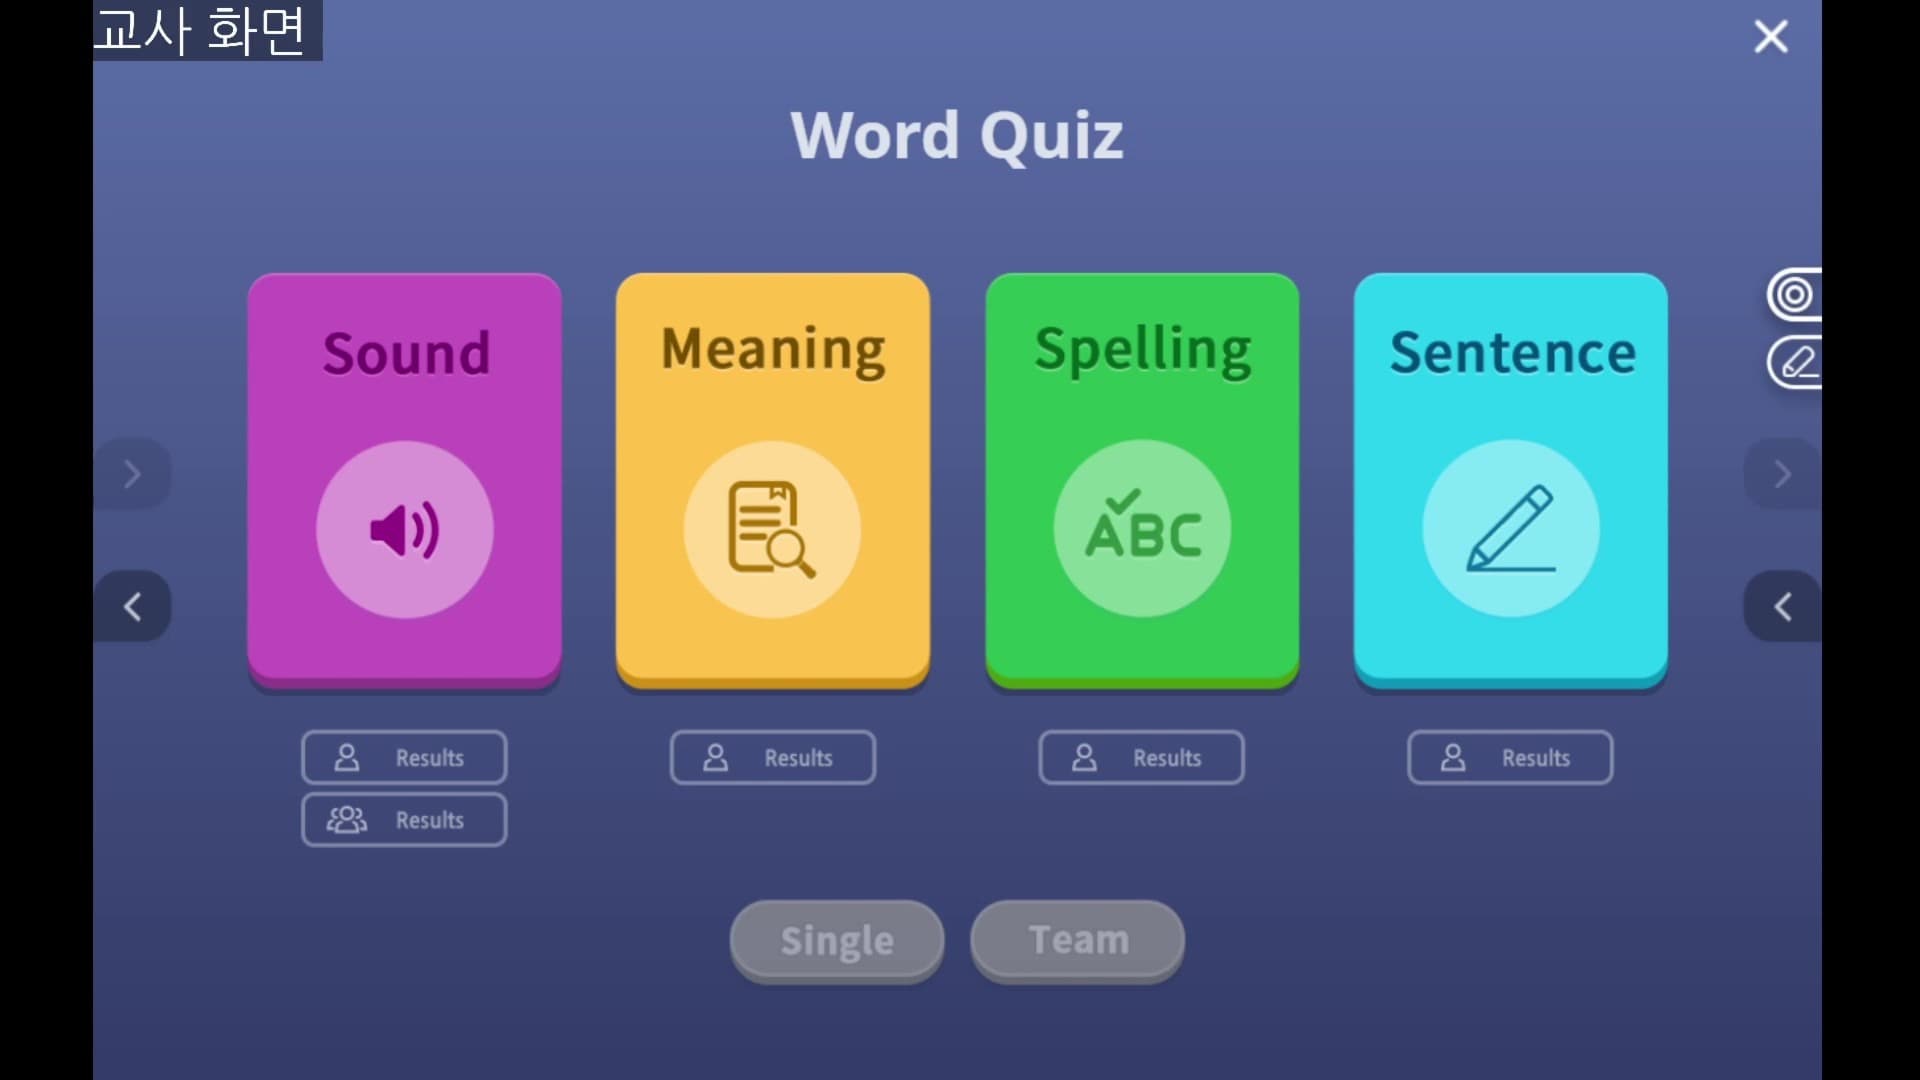 교사 화면
Word Quiz
Sound
Meaning
Spelling
Sentence
ABC
Results
Results
Results
Results
Results
Single
Team